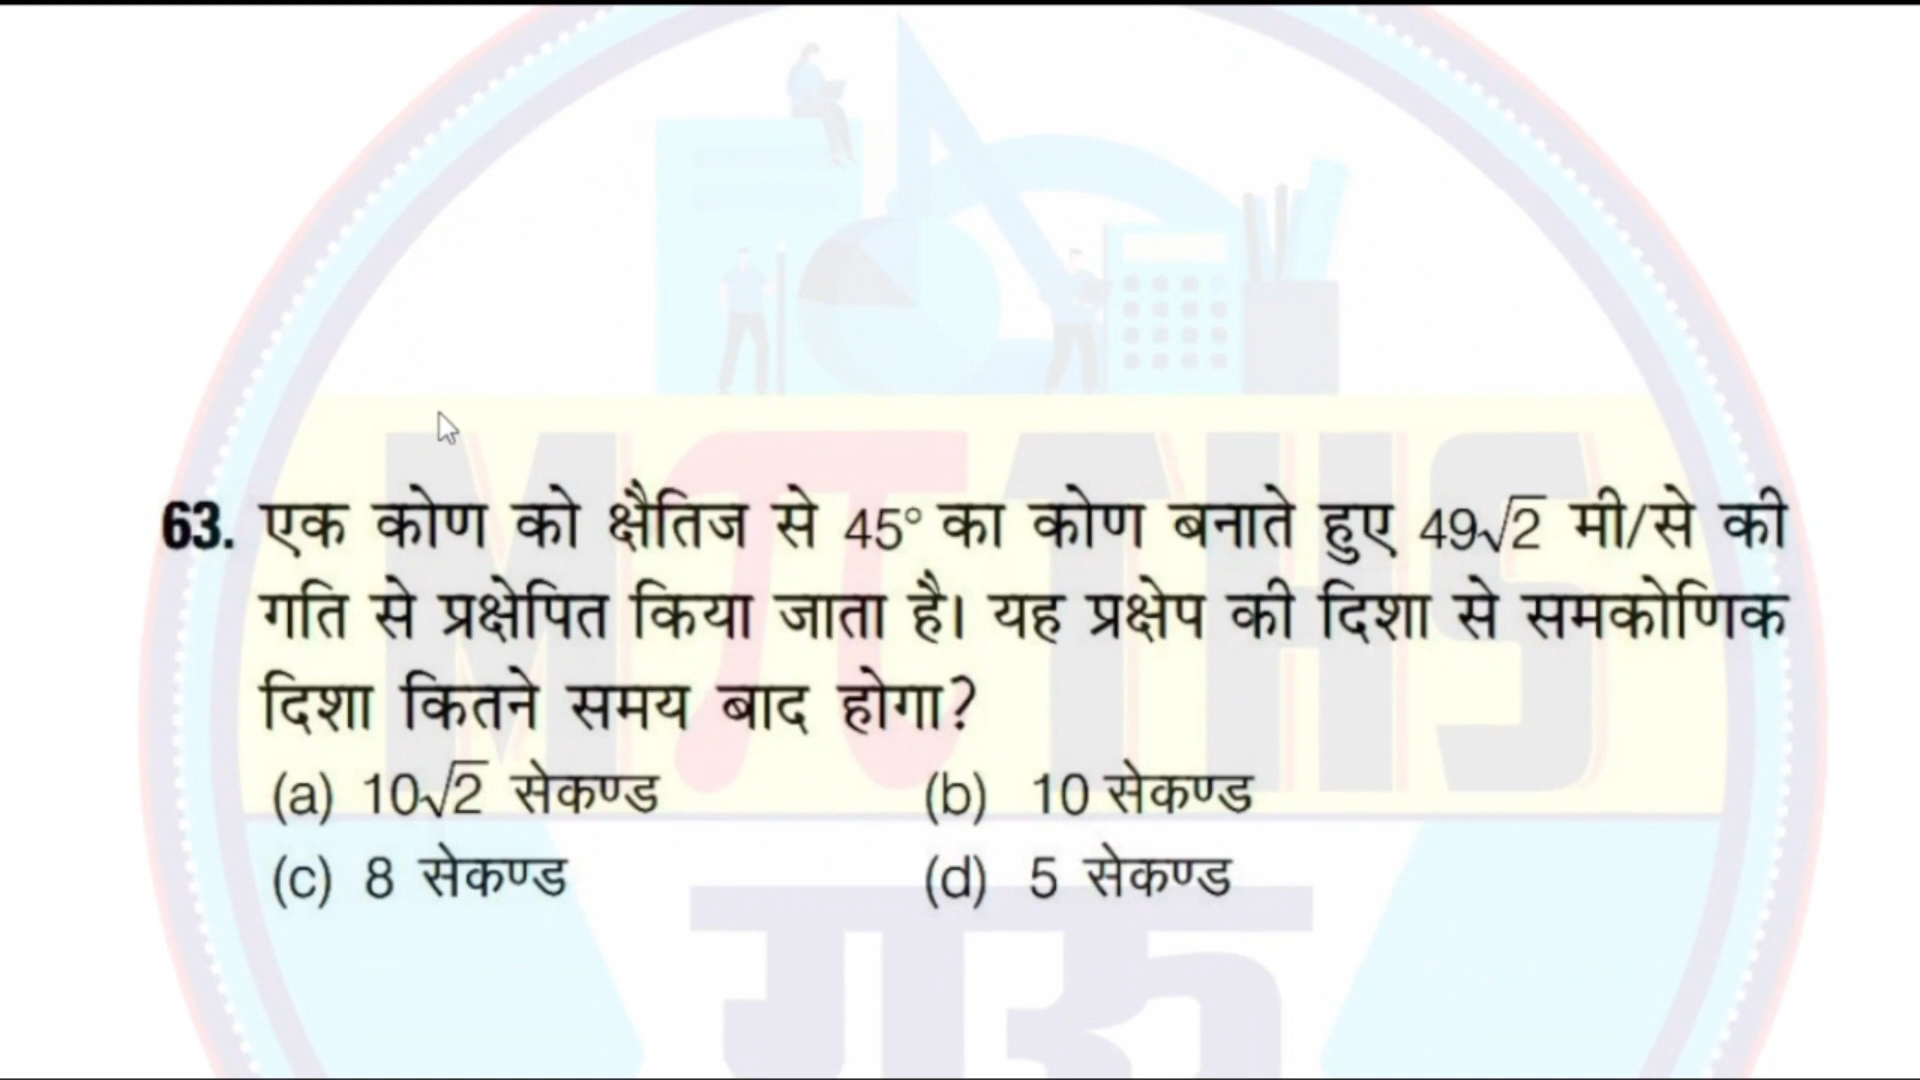 MπTHS
63. एक कोण को क्षैतिज से 45° का कोण बनाते हुए 49√2 मी/से की
गति से प्रक्षेपित किया जाता है। यह प्रक्षेप की दिशा से समकोणिक
दिशा कितने समय बाद होगा?
(a) 10√2 सेकण्ड (b) 10 सेकण्ड
(c) 8 सेकण्ड (d) 5 सेकण्ड